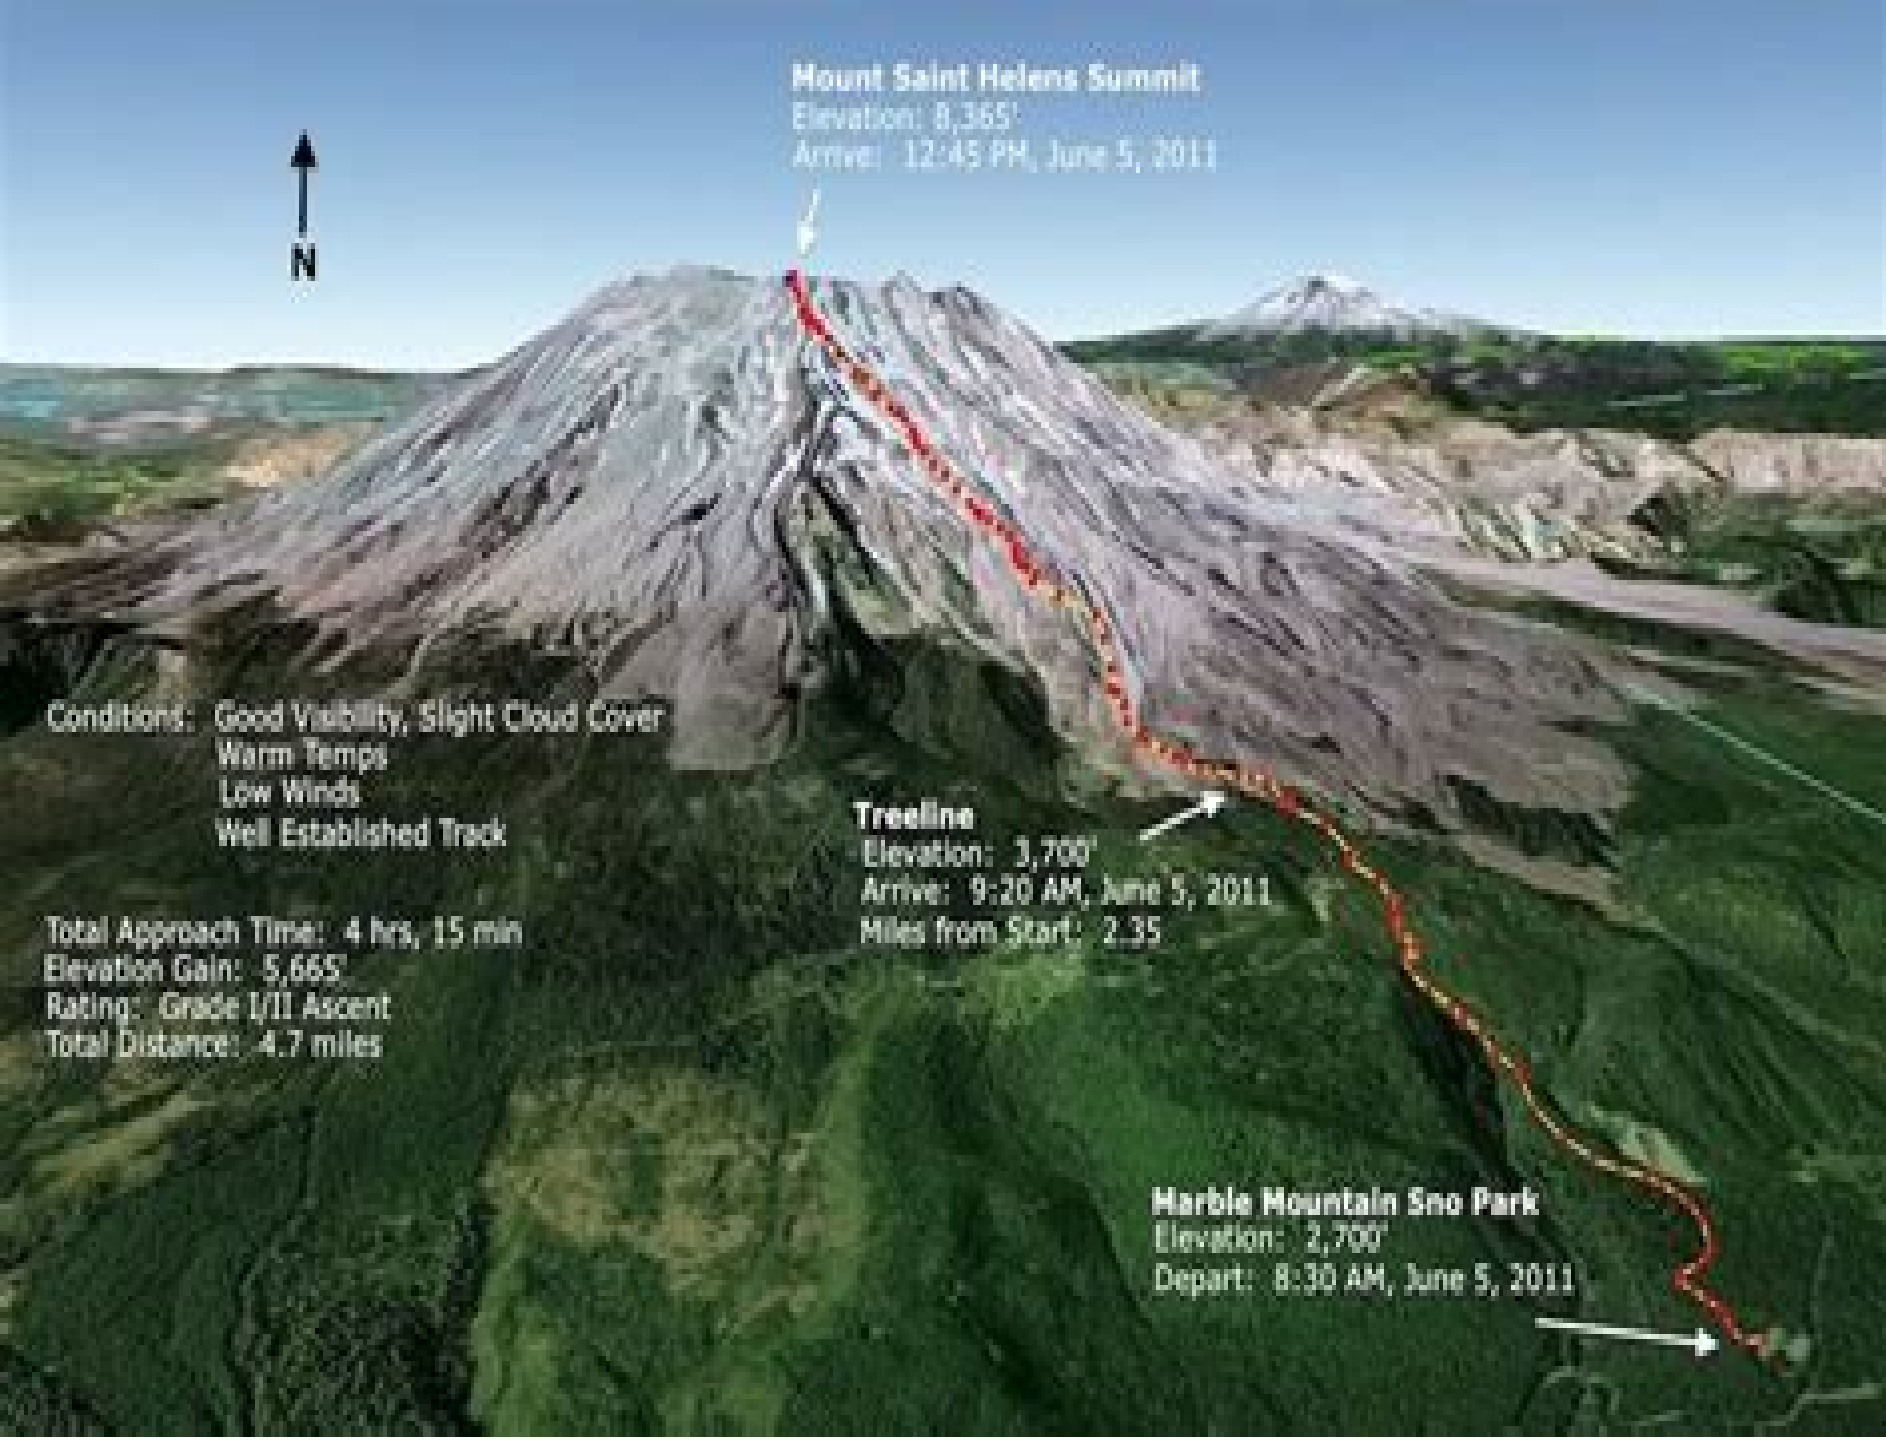 Mount Saint Helens Summit
Elevation: 8,365'
Arrive: 12:45 PM, June 5, 2011
N
Conditions: Good Visibility, Slight Cloud Cover
Warm Temps
Low Winds
Well Established Track
Treeline
Elevation: 3,700'
Arrive: 9:20 AM, June 5, 2011
Miles from Start: 2.35
Total Approach Time: 4 hrs, 15 min
Elevation Gain: 5,665'
Rating: Grade I/II Ascent
Total Distance: 4.7 miles
Marble Mountain Sno Park
Elevation: 2,700'
Depart: 8:30 AM, June 5, 2011